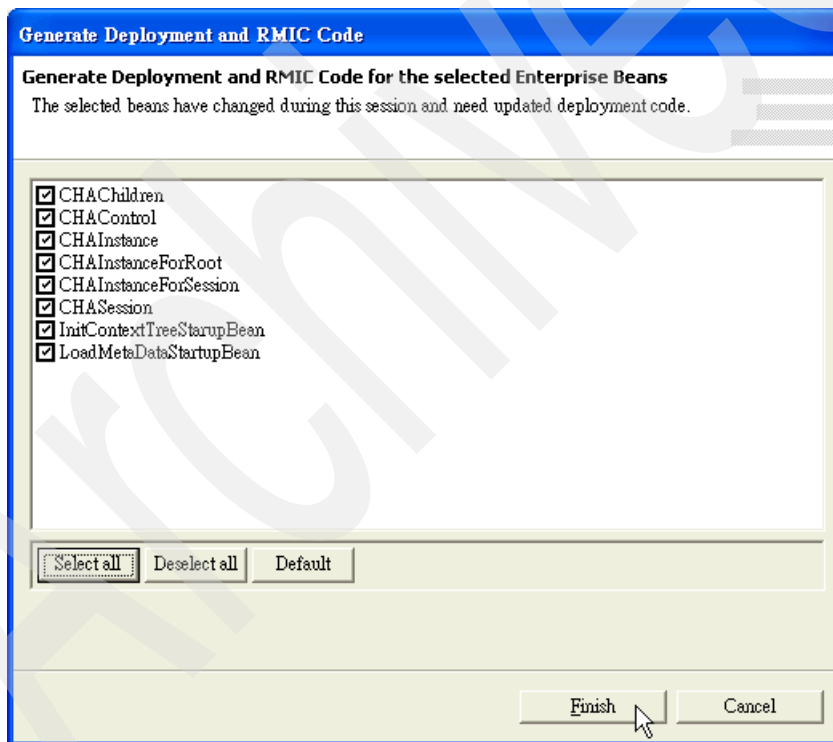 Generate Deployment and RMIC Code
Generate Deployment and RMIC Code for the selected Enterprise Beans
The selected beans have changed during this session and need updated deployment code.
CHAChildren
CHAControl
CHAInstance
CHAInstanceForRoot
CHAInstanceForSession
CHASession
InitContextTreeStarupBean
LoadMetaDataStartupBean
Select all Deselect all Default
Finish Cancel